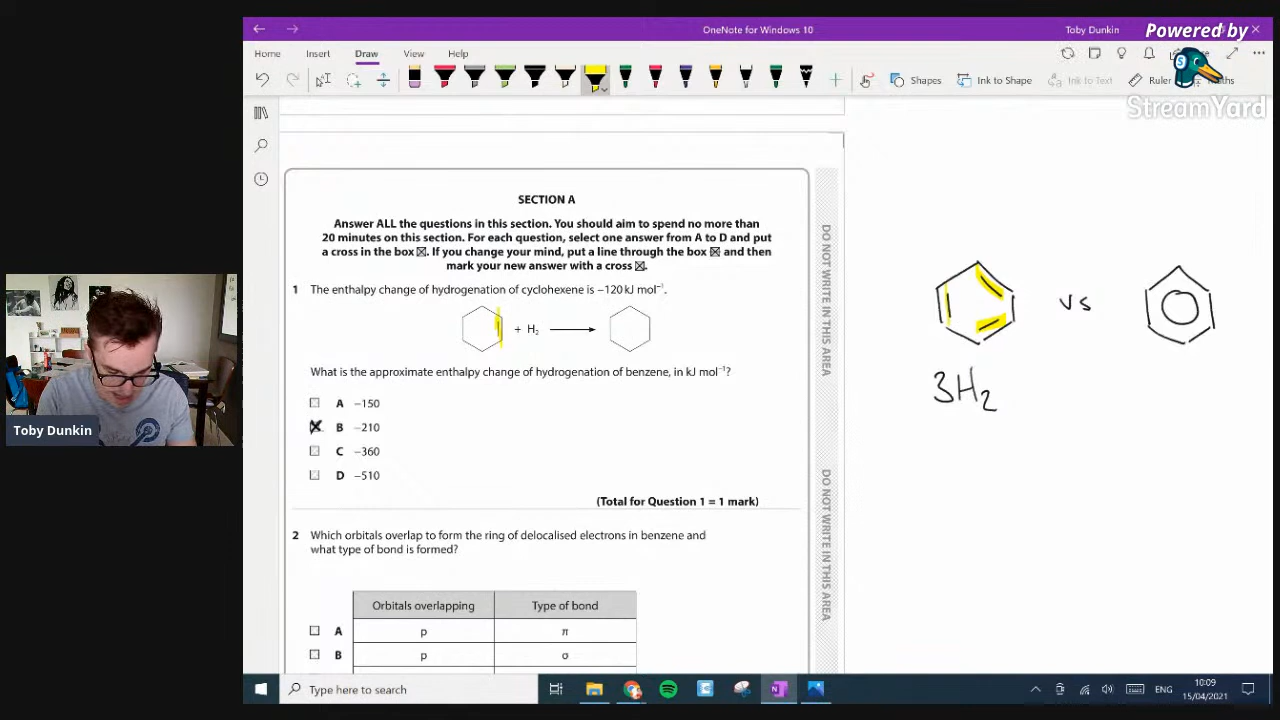 OneNote for Windows 10
Toby Dunkin
Powered by
StreamYard
Home Insert Draw View Help
Shapes Ink to Shape Ink to Text Ruler Maths
SECTION A
Answer ALL the questions in this section. You should aim to spend no more than
20 minutes on this section. For each question, select one answer from A to D and put
a cross in the box ☒. If you change your mind, put a line through the box ☒ and then
mark your new answer with a cross ☒.
1 The enthalpy change of hydrogenation of cyclohexene is −120 kJ mol⁻¹.
+ H₂
What is the approximate enthalpy change of hydrogenation of benzene, in kJ mol⁻¹?
A −150
B −210
C −360
D −510
(Total for Question 1 = 1 mark)
2 Which orbitals overlap to form the ring of delocalised electrons in benzene and
what type of bond is formed?
Orbitals overlapping Type of bond
A p π
B p σ
DO NOT WRITE IN THIS AREA
DO NOT WRITE IN THIS AREA
vs
3H₂
Toby Dunkin
Type here to search
ENG
10:09
15/04/2021